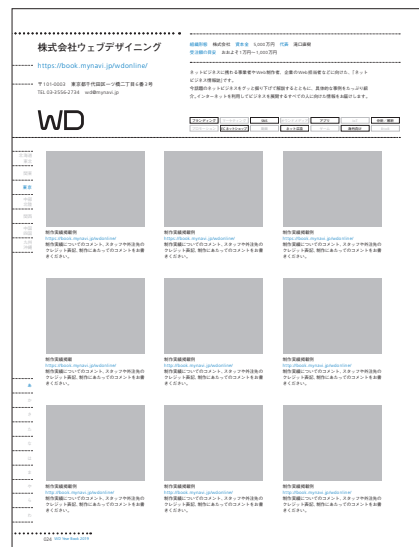 株式会社ウェブデザイニング
https://book.mynavi.jp/wdonline/
〒101-0003 東京都千代田区一ツ橋二丁目6番3号
TEL 03-3556-2734 wd@mynavi.jp
WD
組織形態 株式会社 資本金 5,000万円 代表 滝口直樹
受注額の目安 おおよそ1万円〜1,000万円
ネットビジネスに携わる事業者やWeb制作者、企業のWeb担当者などに向けた、「ネットビジネス情報誌」です。
今話題のネットビジネスをグッと掘り下げて解説するとともに、具体的な事例をたっぷり紹介。インターネットを利用してビジネスを展開するすべての人に向けた情報をお届けします。
ブランディング
アプリ
ECネットショップ
ネット広告
東京
制作実績掲載例
https://book.mynavi.jp/wdonline/
制作実績についてのコメント、スタッフや外注先の
クレジット表記、制作にあたってのコメントをお書
きください。
制作実績掲載例
https://book.mynavi.jp/wdonline/
制作実績についてのコメント、スタッフや外注先の
クレジット表記、制作にあたってのコメントをお書
きください。
制作実績掲載例
https://book.mynavi.jp/wdonline/
制作実績についてのコメント、スタッフや外注先の
クレジット表記、制作にあたってのコメントをお書
きください。
制作実績掲載
https://book.mynavi.jp/wdonline/
制作実績についてのコメント、スタッフや外注先の
クレジット表記、制作にあたってのコメントをお書
きください。
制作実績掲載例
https://book.mynavi.jp/wdonline/
制作実績についてのコメント、スタッフや外注先の
クレジット表記、制作にあたってのコメントをお書
きください。
制作実績掲載例
https://book.mynavi.jp/wdonline/
制作実績についてのコメント、スタッフや外注先の
クレジット表記、制作にあたってのコメントをお書
きください。
制作実績掲載例
http://book.mynavi.jp/wdonline/
制作実績についてのコメント、スタッフや外注先の
クレジット表記、制作にあたってのコメントをお書
きください。
制作実績掲載例
http://book.mynavi.jp/wdonline/
制作実績についてのコメント、スタッフや外注先の
クレジット表記、制作にあたってのコメントをお書
きください。
制作実績掲載例
http://book.mynavi.jp/wdonline/
制作実績についてのコメント、スタッフや外注先の
クレジット表記、制作にあたってのコメントをお書
きください。